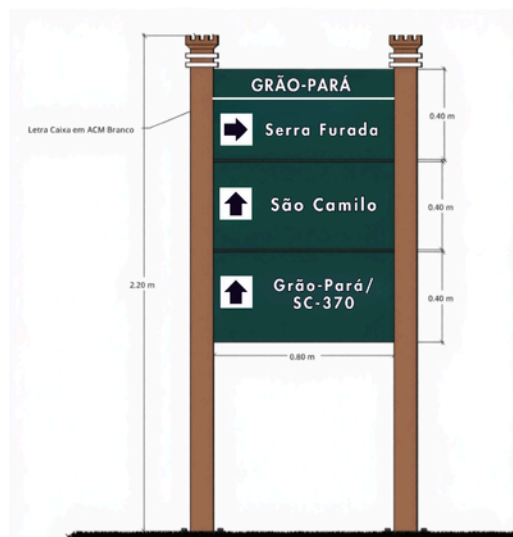 GRÃO-PARÁ
Letra Caixa em ACM Branco
Serra Furada
0.40 m
São Camilo
0.40 m
2.20 m
Grão-Pará/
SC-370
0.40 m
0.80 m